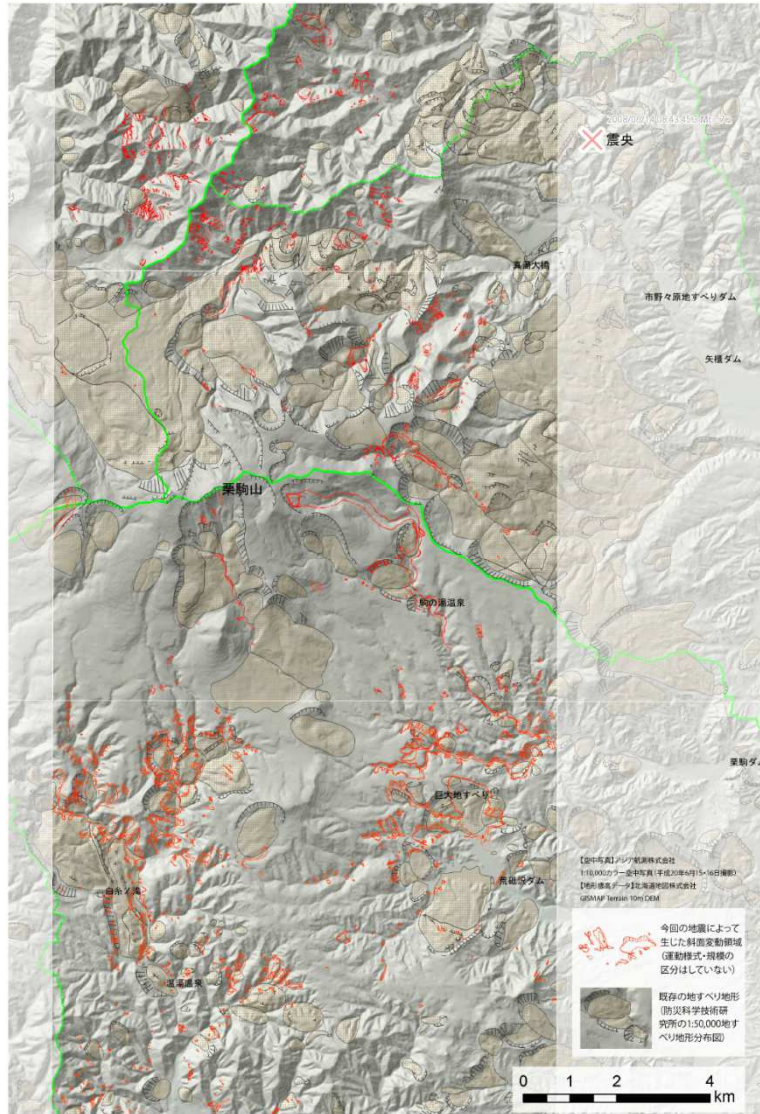 震央
真湯大橋
市野々原地すべりダム
矢櫃ダム
栗駒山
駒の湯温泉
栗駒ダム
巨大地すべり
荒砥沢ダム
白糸ノ滝
湯温泉
【空中写真】アジア航測株式会社
1:10,000カラー空中写真(平成20年6月15・16日撮影)
【地形標高データ】北海道地図株式会社
GISMAP Terrain 10m DEM
今回の地震によって
生じた斜面変動領域
(運動様式・規模の
区分はしていない)
既存の地すべり地形
(防災科学技術研
究所の1:50,000地す
べり地形分布図)
0 1 2 4
km